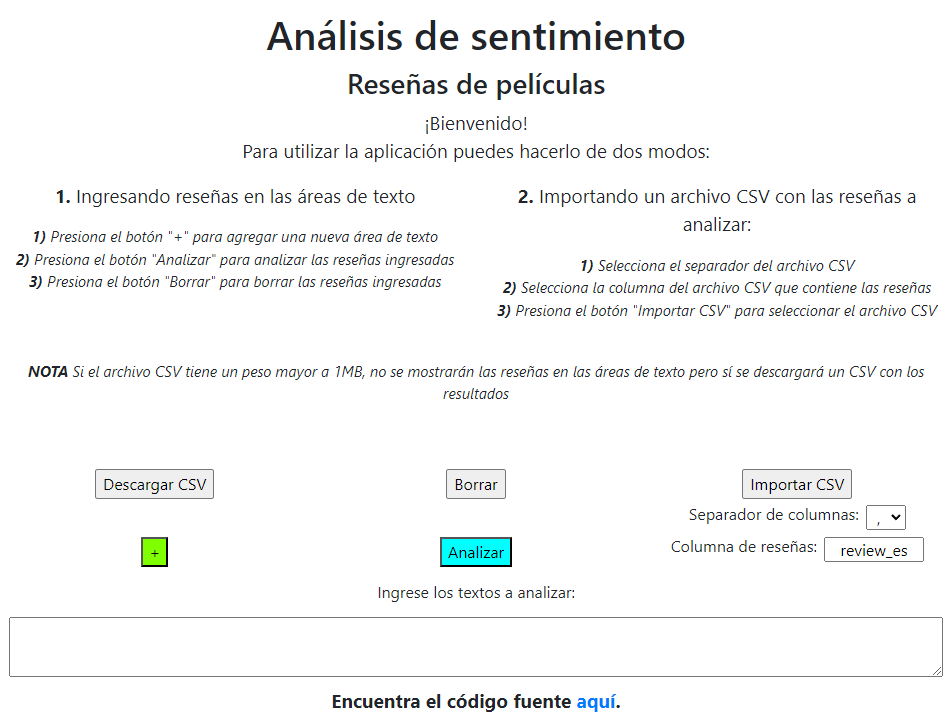 Análisis de sentimiento
Reseñas de películas
¡Bienvenido!
Para utilizar la aplicación puedes hacerlo de dos modos:
1. Ingresando reseñas en las áreas de texto
1) Presiona el botón "+" para agregar una nueva área de texto
2) Presiona el botón "Analizar" para analizar las reseñas ingresadas
3) Presiona el botón "Borrar" para borrar las reseñas ingresadas
2. Importando un archivo CSV con las reseñas a
analizar:
1) Selecciona el separador del archivo CSV
2) Selecciona la columna del archivo CSV que contiene las reseñas
3) Presiona el botón "Importar CSV" para seleccionar el archivo CSV
NOTA Si el archivo CSV tiene un peso mayor a 1MB, no se mostrarán las reseñas en las áreas de texto pero sí se descargará un CSV con los
resultados
Descargar CSV
Borrar
Importar CSV
Separador de columnas: ,
+
Analizar
Columna de reseñas: review_es
Ingrese los textos a analizar:
Encuentra el código fuente aquí.